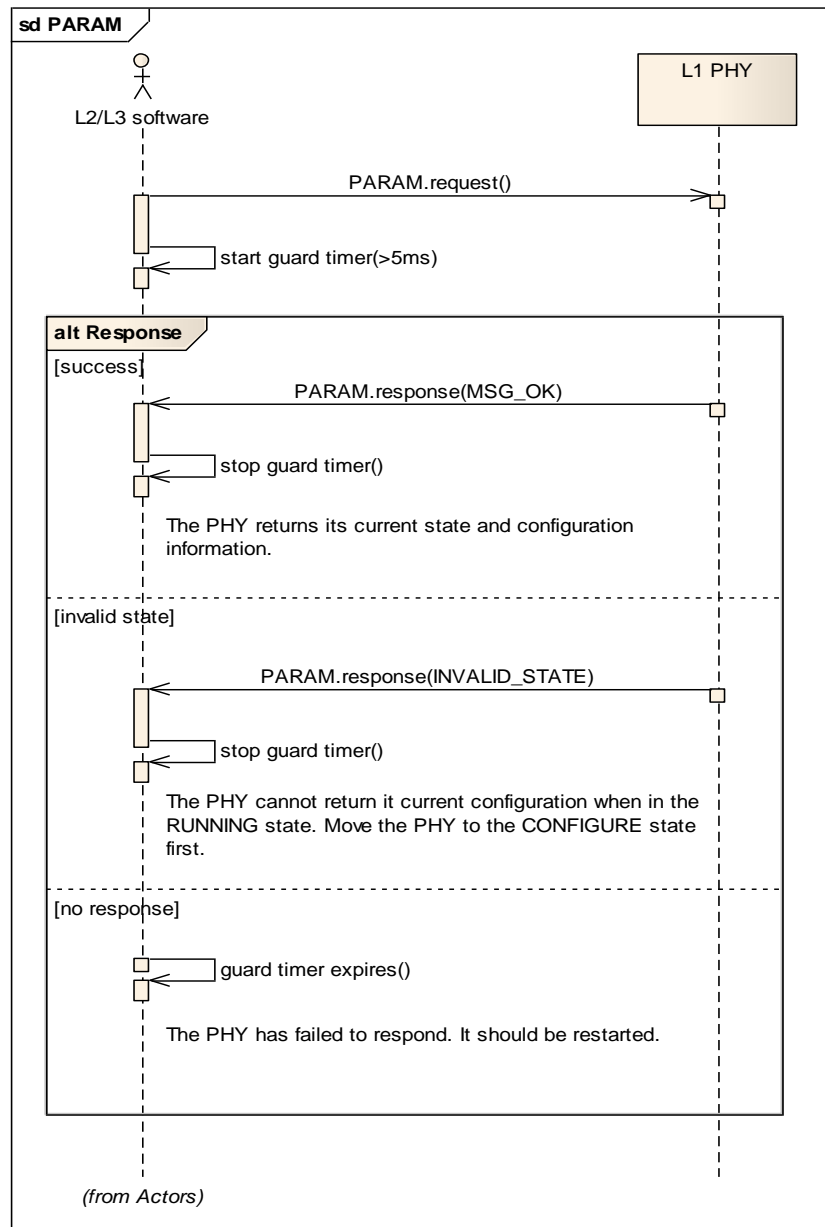 sd PARAM
L2/L3 software
L1 PHY
PARAM.request()
start guard timer(>5ms)
alt Response
[success]
PARAM.response(MSG_OK)
stop guard timer()
The PHY returns its current state and configuration
information.
[invalid state]
PARAM.response(INVALID_STATE)
stop guard timer()
The PHY cannot return it current configuration when in the
RUNNING state. Move the PHY to the CONFIGURE state
first.
[no response]
guard timer expires()
The PHY has failed to respond. It should be restarted.
(from Actors)